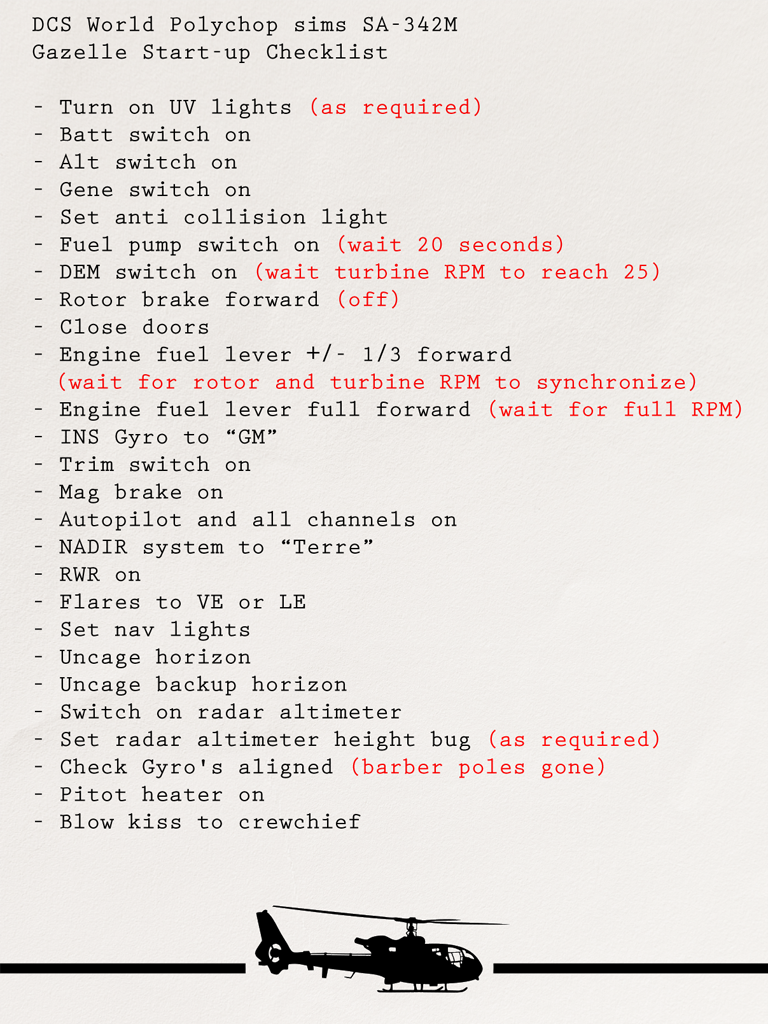 DCS World Polychop sims SA-342M
Gazelle Start-up Checklist
- Turn on UV lights (as required)
- Batt switch on
- Alt switch on
- Gene switch on
- Set anti collision light
- Fuel pump switch on (wait 20 seconds)
- DEM switch on (wait turbine RPM to reach 25)
- Rotor brake forward (off)
- Close doors
- Engine fuel lever +/- 1/3 forward
(wait for rotor and turbine RPM to synchronize)
- Engine fuel lever full forward (wait for full RPM)
- INS Gyro to “GM”
- Trim switch on
- Mag brake on
- Autopilot and all channels on
- NADIR system to “Terre”
- RWR on
- Flares to VE or LE
- Set nav lights
- Uncage horizon
- Uncage backup horizon
- Switch on radar altimeter
- Set radar altimeter height bug (as required)
- Check Gyro's aligned (barber poles gone)
- Pitot heater on
- Blow kiss to crewchief